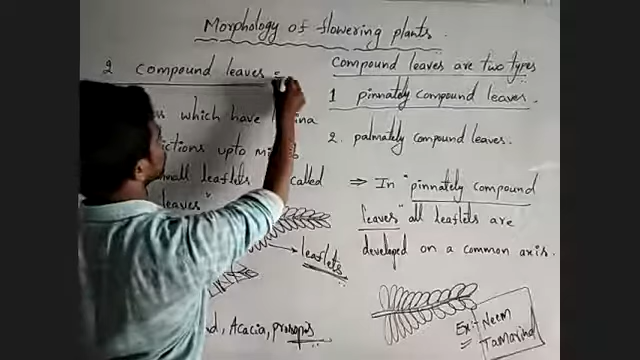 Morphology of flowering plants.
2 Compound leaves :-
which have
ictions upto
small leaflets called
leaves"
leaflets
Acacia, prosopis
Compound leaves are two types
1 pinnately compound leaves.
2. palmately compound leaves.
⇒ In "pinnately compound
leaves" all leaflets are
developed on a common axis.
Ex:- Neem
Tamarind